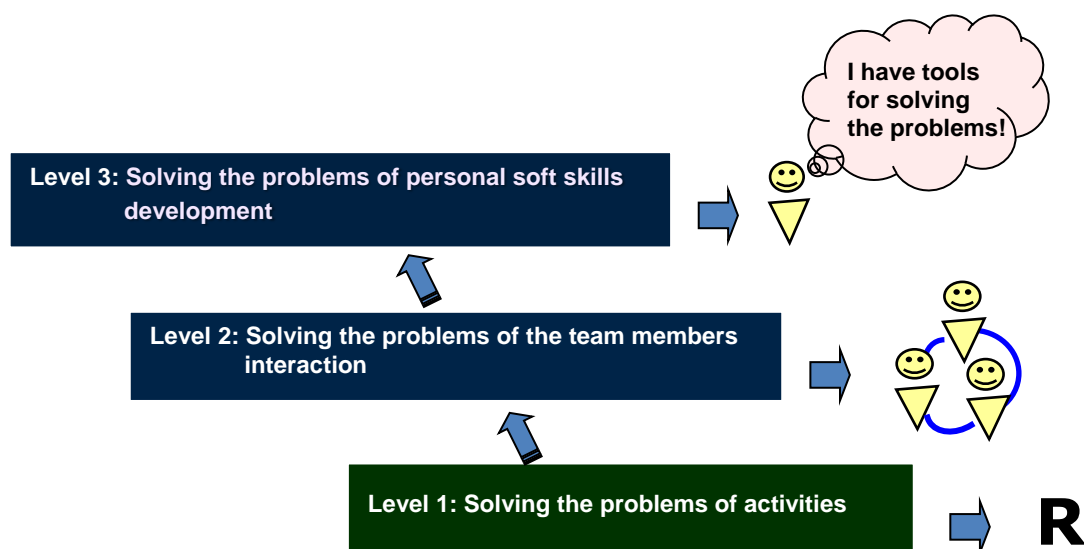 I have tools
for solving
the problems!
Level 3: Solving the problems of personal soft skills
development
Level 2: Solving the problems of the team members
interaction
Level 1: Solving the problems of activities
R